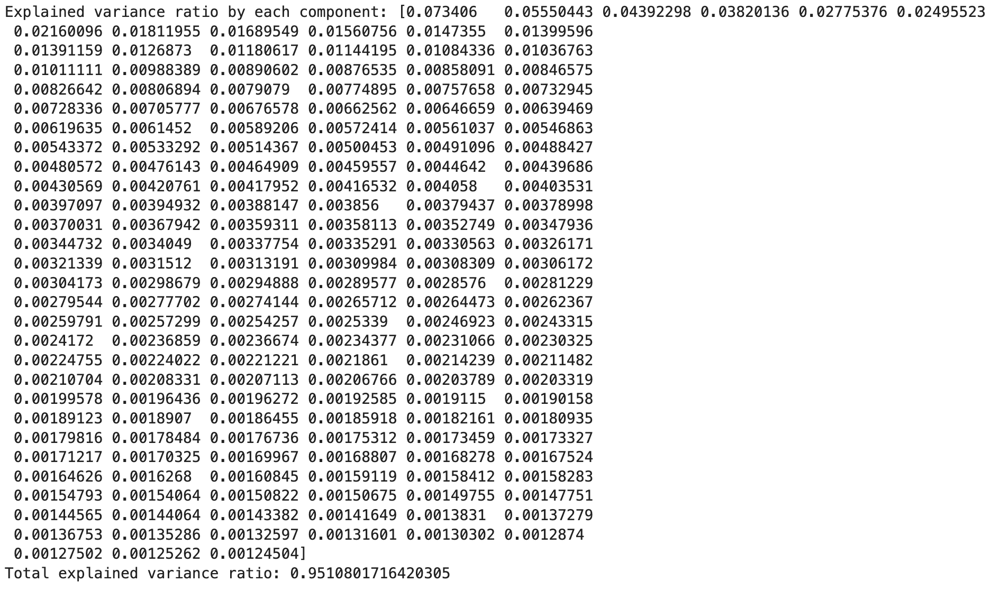 Explained variance ratio by each component: [0.073406   0.05550443 0.04392298 0.03820136 0.02775376 0.02495523
 0.02160096 0.01811955 0.01689549 0.01560756 0.0147355  0.01399596
 0.01391159 0.0126873  0.01180617 0.01144195 0.01084336 0.01036763
 0.01011111 0.00988389 0.00890602 0.00876535 0.00858091 0.00846575
 0.00826642 0.00806894 0.0079079  0.00774895 0.00757658 0.00732945
 0.00728336 0.00705777 0.00676578 0.00662562 0.00646659 0.00639469
 0.00619635 0.0061452  0.00589206 0.00572414 0.00561037 0.00546863
 0.00543372 0.00533292 0.00514367 0.00500453 0.00491096 0.00488427
 0.00480572 0.00476143 0.00464909 0.00459557 0.0044642  0.00439686
 0.00430569 0.00420761 0.00417952 0.00416532 0.004058   0.00403531
 0.00397097 0.00394932 0.00388147 0.003856   0.00379437 0.00378998
 0.00370031 0.00367942 0.00359311 0.00358113 0.00352749 0.00347936
 0.00344732 0.0034049  0.00337754 0.00335291 0.00330563 0.00326171
 0.00321339 0.0031512  0.00313191 0.00309984 0.00308309 0.00306172
 0.00304173 0.00298679 0.00294888 0.00289577 0.0028576  0.00281229
 0.00279544 0.00277702 0.00274144 0.00265712 0.00264473 0.00262367
 0.00259791 0.00257299 0.00254257 0.0025339  0.00246923 0.00243315
 0.0024172  0.00236859 0.00236674 0.00234377 0.00231066 0.00230325
 0.00224755 0.00224022 0.00221221 0.0021861  0.00214239 0.00211482
 0.00210704 0.00208331 0.00207113 0.00206766 0.00203789 0.00203319
 0.00199578 0.00196436 0.00196272 0.00192585 0.0019115  0.00190158
 0.00189123 0.0018907  0.00186455 0.00185918 0.00182161 0.00180935
 0.00179816 0.00178484 0.00176736 0.00175312 0.00173459 0.00173327
 0.00171217 0.00170325 0.00169967 0.00168807 0.00168278 0.00167524
 0.00164626 0.0016268  0.00160845 0.00159119 0.00158412 0.00158283
 0.00154793 0.00154064 0.00150822 0.00150675 0.00149755 0.00147751
 0.00144565 0.00144064 0.00143382 0.00141649 0.0013831  0.00137279
 0.00136753 0.00135286 0.00132597 0.00131601 0.00130302 0.0012874
 0.00127502 0.00125262 0.00124504]
Total explained variance ratio: 0.9510801716420305